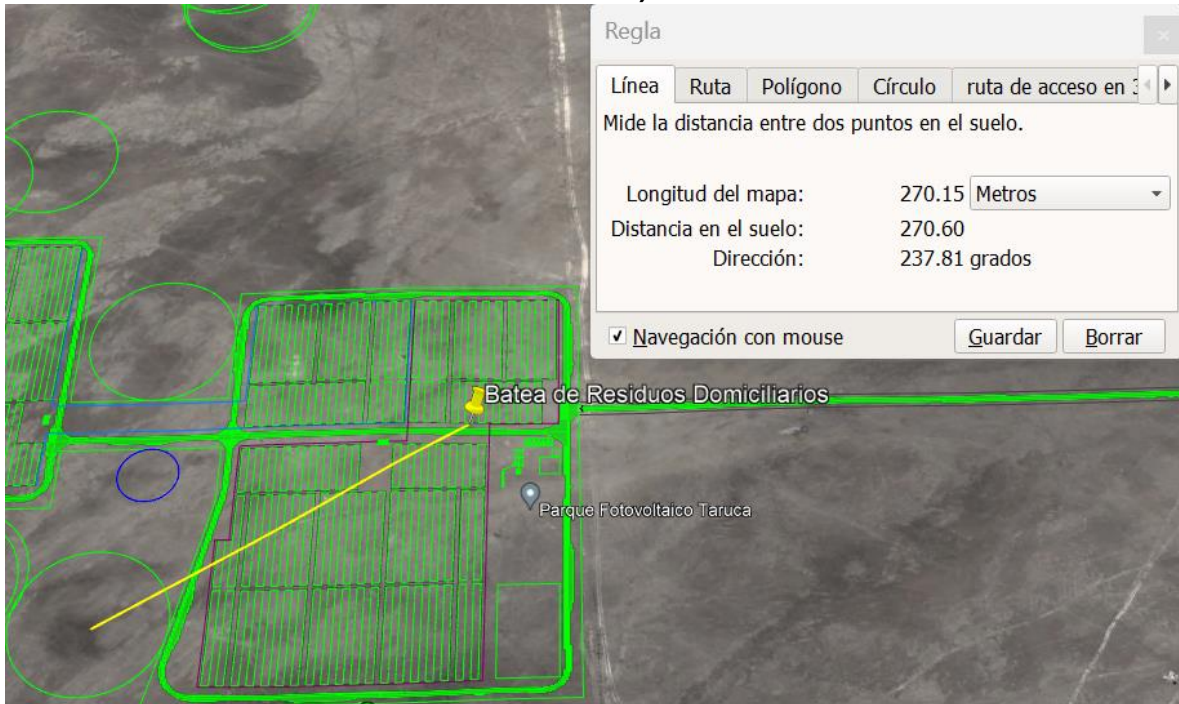 Regla
Línea Ruta Polígono Círculo ruta de acceso en
Mide la distancia entre dos puntos en el suelo.
Longitud del mapa: 270.15 Metros
Distancia en el suelo: 270.60
Dirección: 237.81 grados
Navegación con mouse Guardar Borrar
Batea de Residuos Domiciliarios
Parque Fotovoltaico Taruca